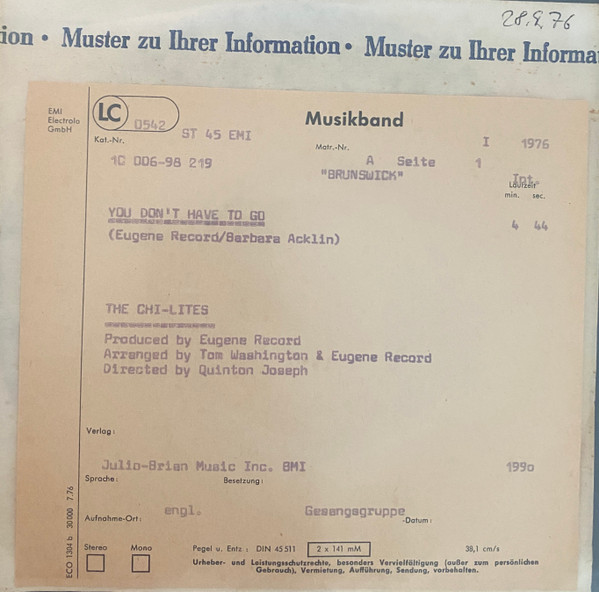 28.9.76
ion • Muster zu Ihrer Information • Muster zu Ihrer Informa
EMI
Electrola
GmbH
LC 0542
ST 45 EMI
Musikband
Kat.-Nr.
Matr.-Nr.
I 1976
1C 006-98 219
A Seite 1
"BRUNSWICK"
Int.
Laufzeit
min. sec.
YOU DON'T HAVE TO GO
4 44
(Eugene Record/Barbara Acklin)
THE CHI-LITES
Produced by Eugene Record
Arranged by Tom Washington & Eugene Record
Directed by Quinton Joseph
Verlag:
Julio-Brian Music Inc. BMI
1990
Sprache:
Besetzung:
engl.
Gesangsgruppe
Aufnahme-Ort:
-Datum:
ECO 1304 b 30 000 7.76
Stereo
Mono
Pegel u. Entz: DIN 45 511
2 x 141 mM
38,1 cm/s
Urheber- und Leistungsschutzrechte, besonders Vervielfältigung (außer zum persönlichen
Gebrauch), Vermietung, Aufführung, Sendung, vorbehalten.